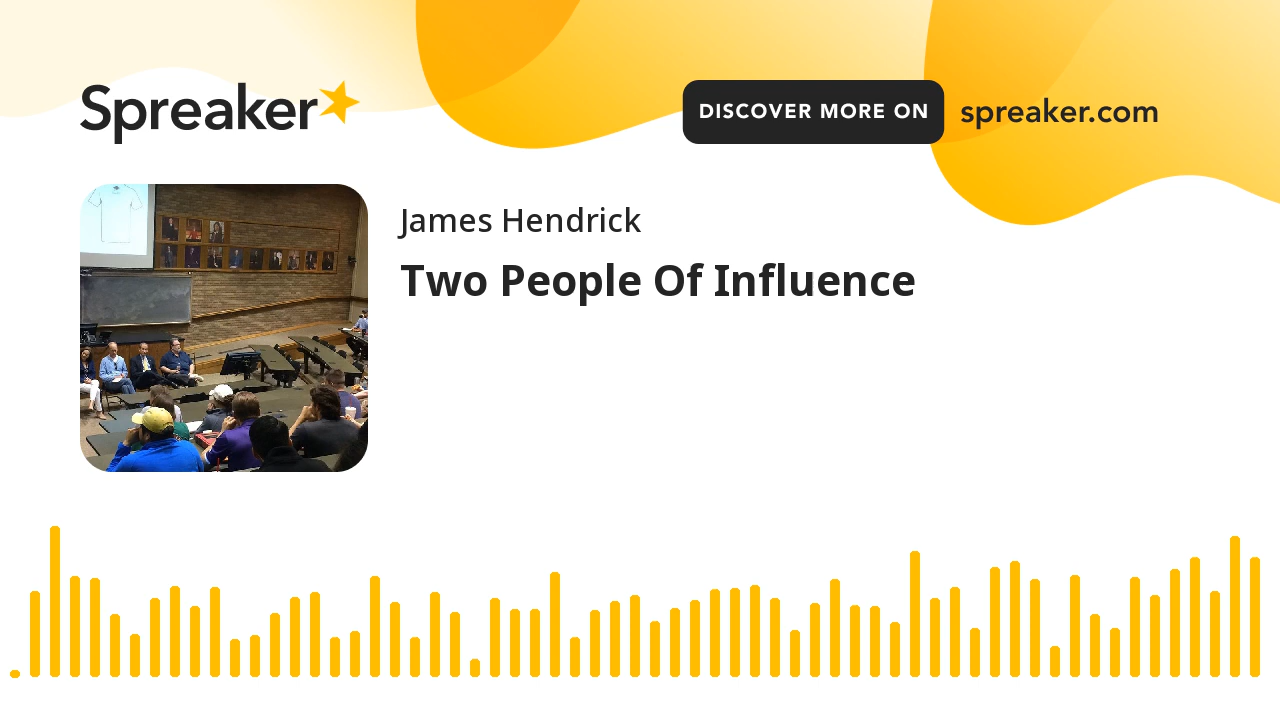 Spreaker
DISCOVER MORE ON
spreaker.com
James Hendrick
Two People Of Influence